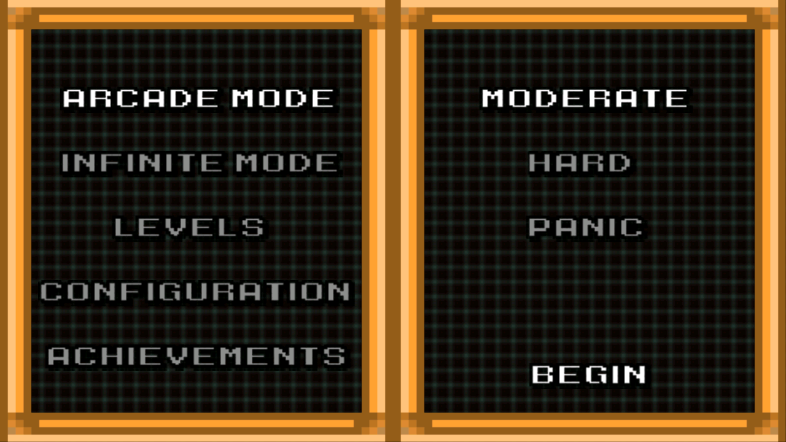 ARCADE MODE
INFINITE MODE
LEVELS
CONFIGURATION
ACHIEVEMENTS
MODERATE
HARD
PANIC
BEGIN